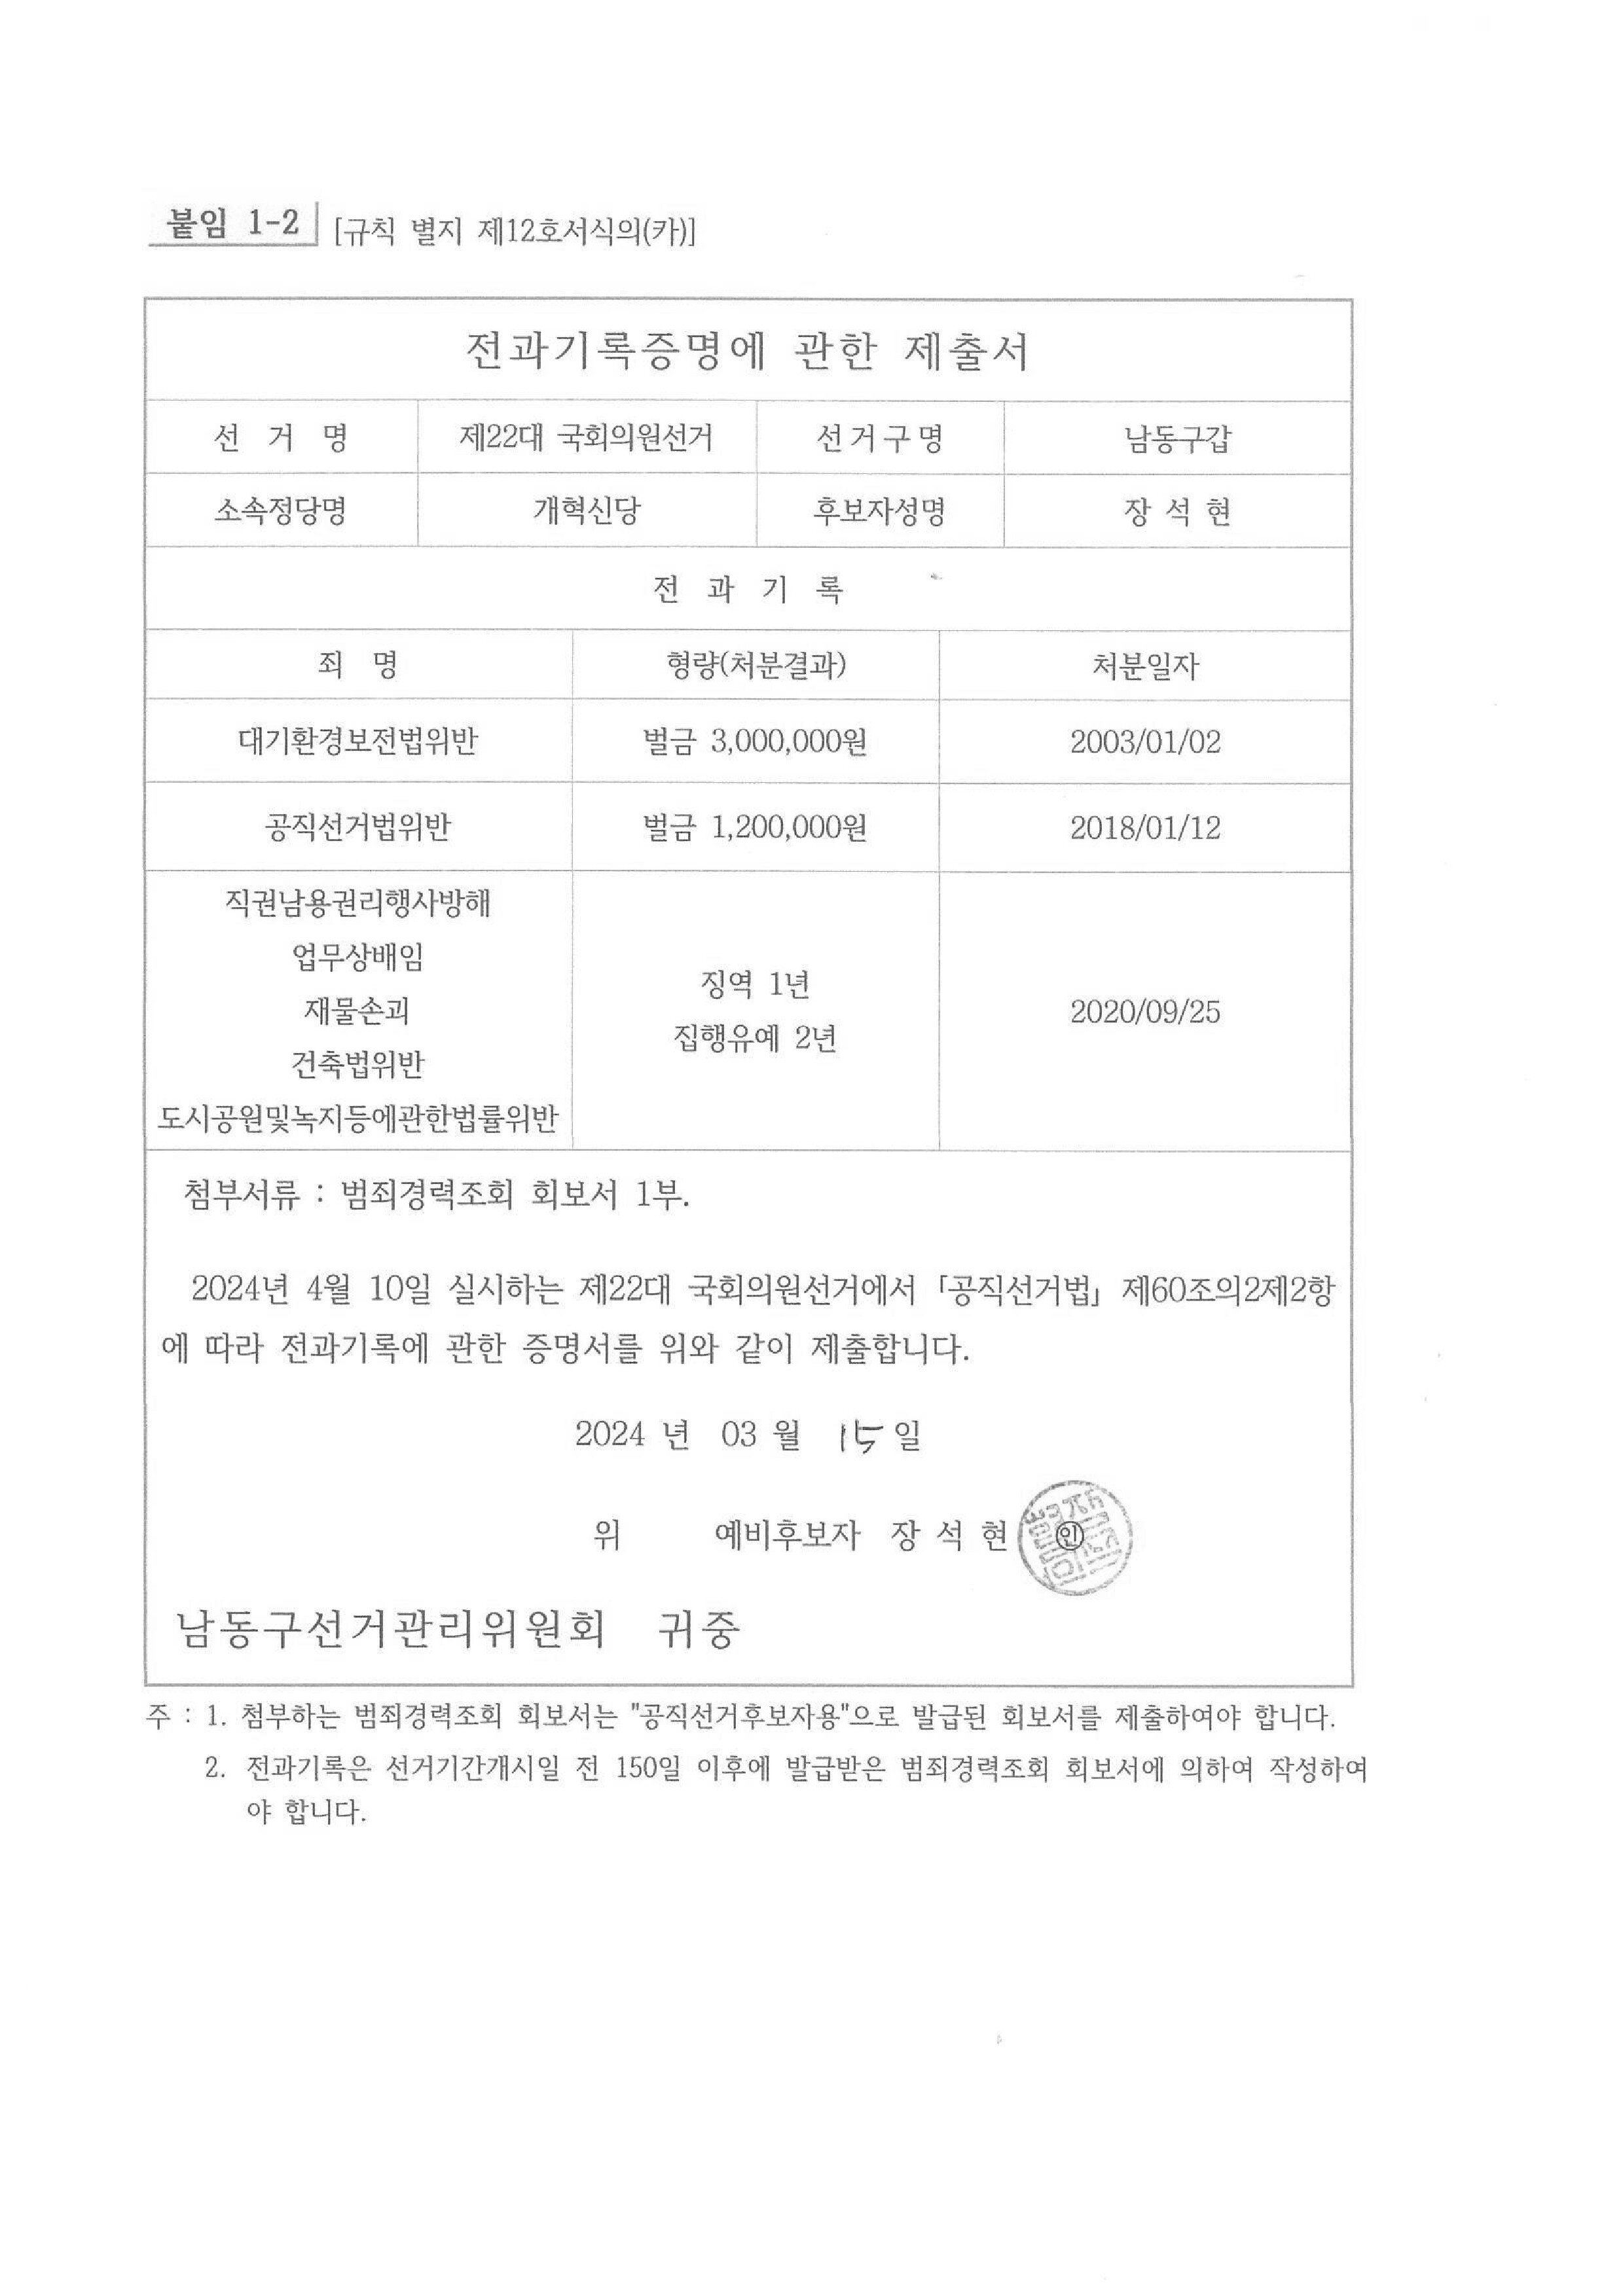 붙임 1-2 [규칙 별지 제12호서식의(카)]
전과기록증명에 관한 제출서
선 거 명 제22대 국회의원선거 선거구명 남동구갑
소속정당명 개혁신당 후보자성명 장 석 현
전 과 기 록
죄 명 형량(처분결과) 처분일자
대기환경보전법위반 벌금 3,000,000원 2003/01/02
공직선거법위반 벌금 1,200,000원 2018/01/12
직권남용권리행사방해
업무상배임
재물손괴
건축법위반
도시공원및녹지등에관한법률위반
징역 1년
집행유예 2년
2020/09/25
첨부서류 : 범죄경력조회 회보서 1부.
2024년 4월 10일 실시하는 제22대 국회의원선거에서 「공직선거법」 제60조의2제2항
에 따라 전과기록에 관한 증명서를 위와 같이 제출합니다.
2024 년 03 월 15 일
위 예비후보자 장 석 현 ㊞
남동구선거관리위원회 귀중
주 : 1. 첨부하는 범죄경력조회 회보서는 "공직선거후보자용"으로 발급된 회보서를 제출하여야 합니다.
2. 전과기록은 선거기간개시일 전 150일 이후에 발급받은 범죄경력조회 회보서에 의하여 작성하여
야 합니다.